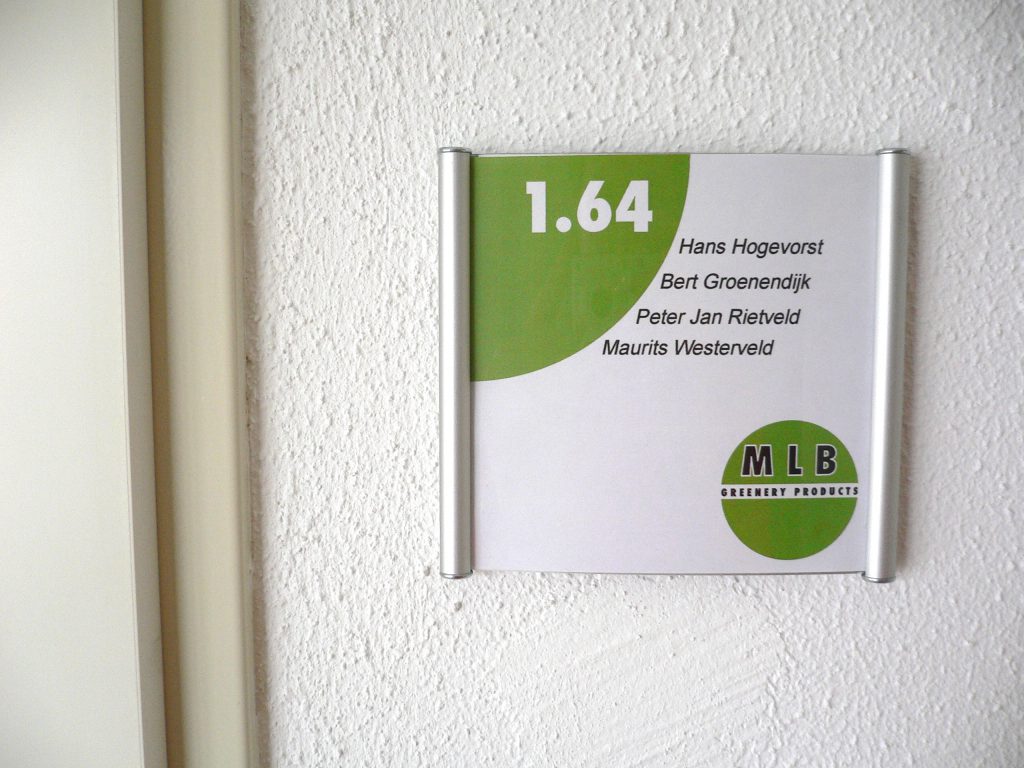 1.64
Hans Hogevorst
Bert Groenendijk
Peter Jan Rietveld
Maurits Westerveld
MLB
GREENERY PRODUCTS